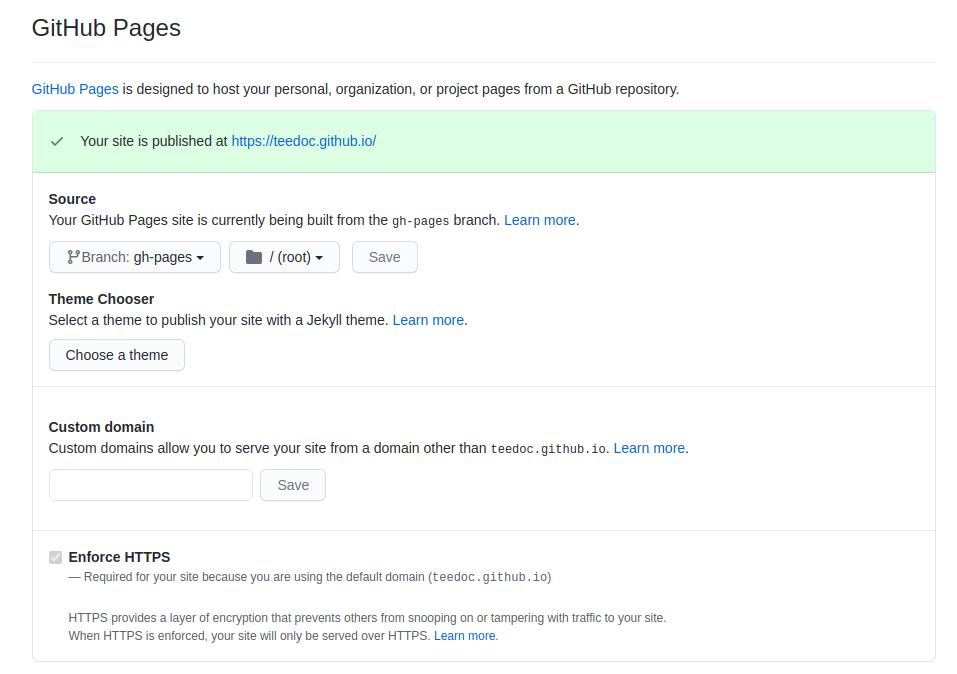 GitHub Pages
GitHub Pages is designed to host your personal, organization, or project pages from a GitHub repository.
Your site is published at https://teedoc.github.io/
Source
Your GitHub Pages site is currently being built from the gh-pages branch. Learn more.
Branch: gh-pages / (root) Save
Theme Chooser
Select a theme to publish your site with a Jekyll theme. Learn more.
Choose a theme
Custom domain
Custom domains allow you to serve your site from a domain other than teedoc.github.io. Learn more.
Save
Enforce HTTPS
— Required for your site because you are using the default domain (teedoc.github.io)
HTTPS provides a layer of encryption that prevents others from snooping on or tampering with traffic to your site.
When HTTPS is enforced, your site will only be served over HTTPS. Learn more.